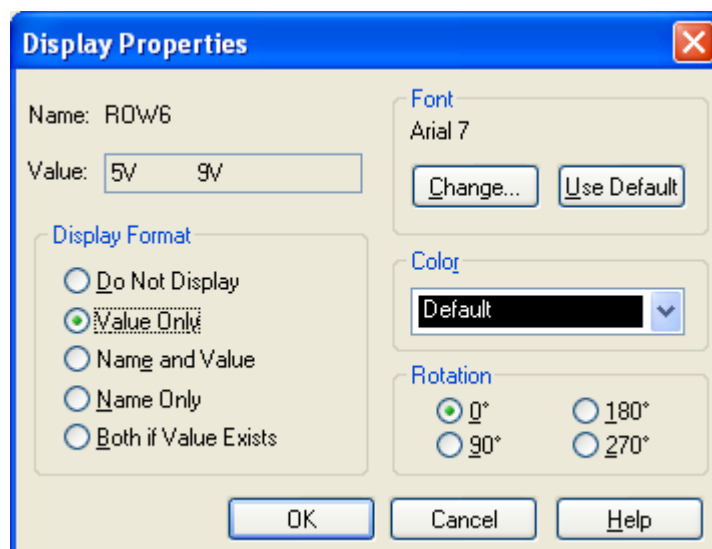 Display Properties
Name: ROW6
Value: 5V 9V
Display Format
Do Not Display
Value Only
Name and Value
Name Only
Both if Value Exists
Font
Arial 7
Change...
Use Default
Color
Default
Rotation
0° 180°
90° 270°
OK Cancel Help